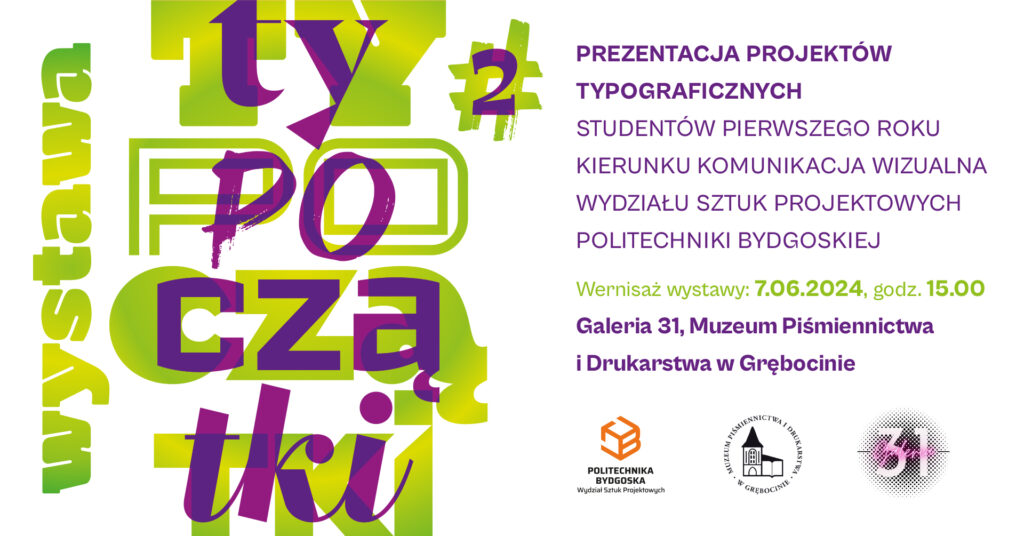 wystawa
ty
PO
czą
tki
#2
PREZENTACJA PROJEKTÓW
TYPOGRAFICZNYCH
STUDENTÓW PIERWSZEGO ROKU
KIERUNKU KOMUNIKACJA WIZUALNA
WYDZIAŁU SZTUK PROJEKTOWYCH
POLITECHNIKI BYDGOSKIEJ
Wernisaż wystawy: 7.06.2024, godz. 15.00
Galeria 31, Muzeum Piśmiennictwa
i Drukarstwa w Grębocinie
POLITECHNIKA
BYDGOSKA
Wydział Sztuk Projektowych
MUZEUM PIŚMIENNICTWA I DRUKARSTWA
W GRĘBOCINIE
31